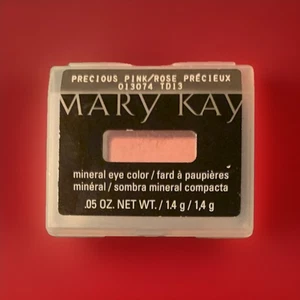 PRECIOUS PINK/ROSE PRÉCIEUX
013074 TD13
MARY KAY
mineral eye color / fard à paupières
minéral / sombra mineral compacta
.05 OZ. NET WT. / 1.4 g / 1,4 g